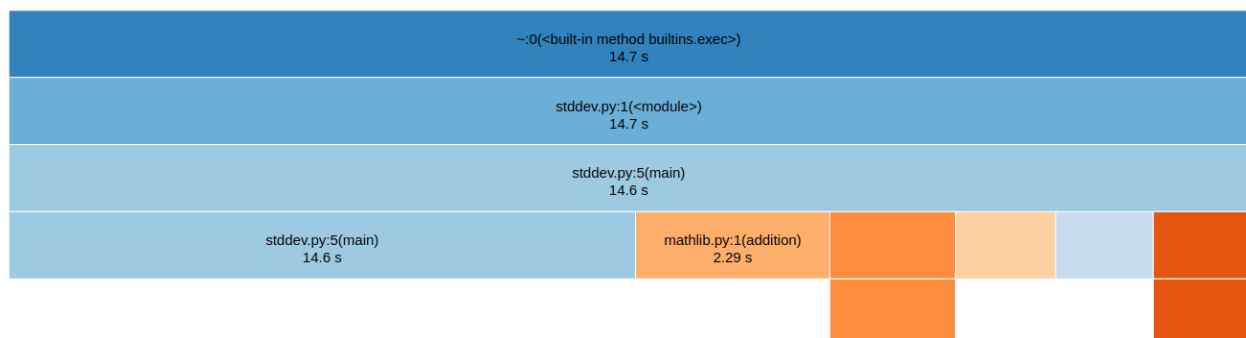 ~:0(<built-in method builtins.exec>)
14.7 s
stddev.py:1(<module>)
14.7 s
stddev.py:5(main)
14.6 s
stddev.py:5(main)
14.6 s
mathlib.py:1(addition)
2.29 s